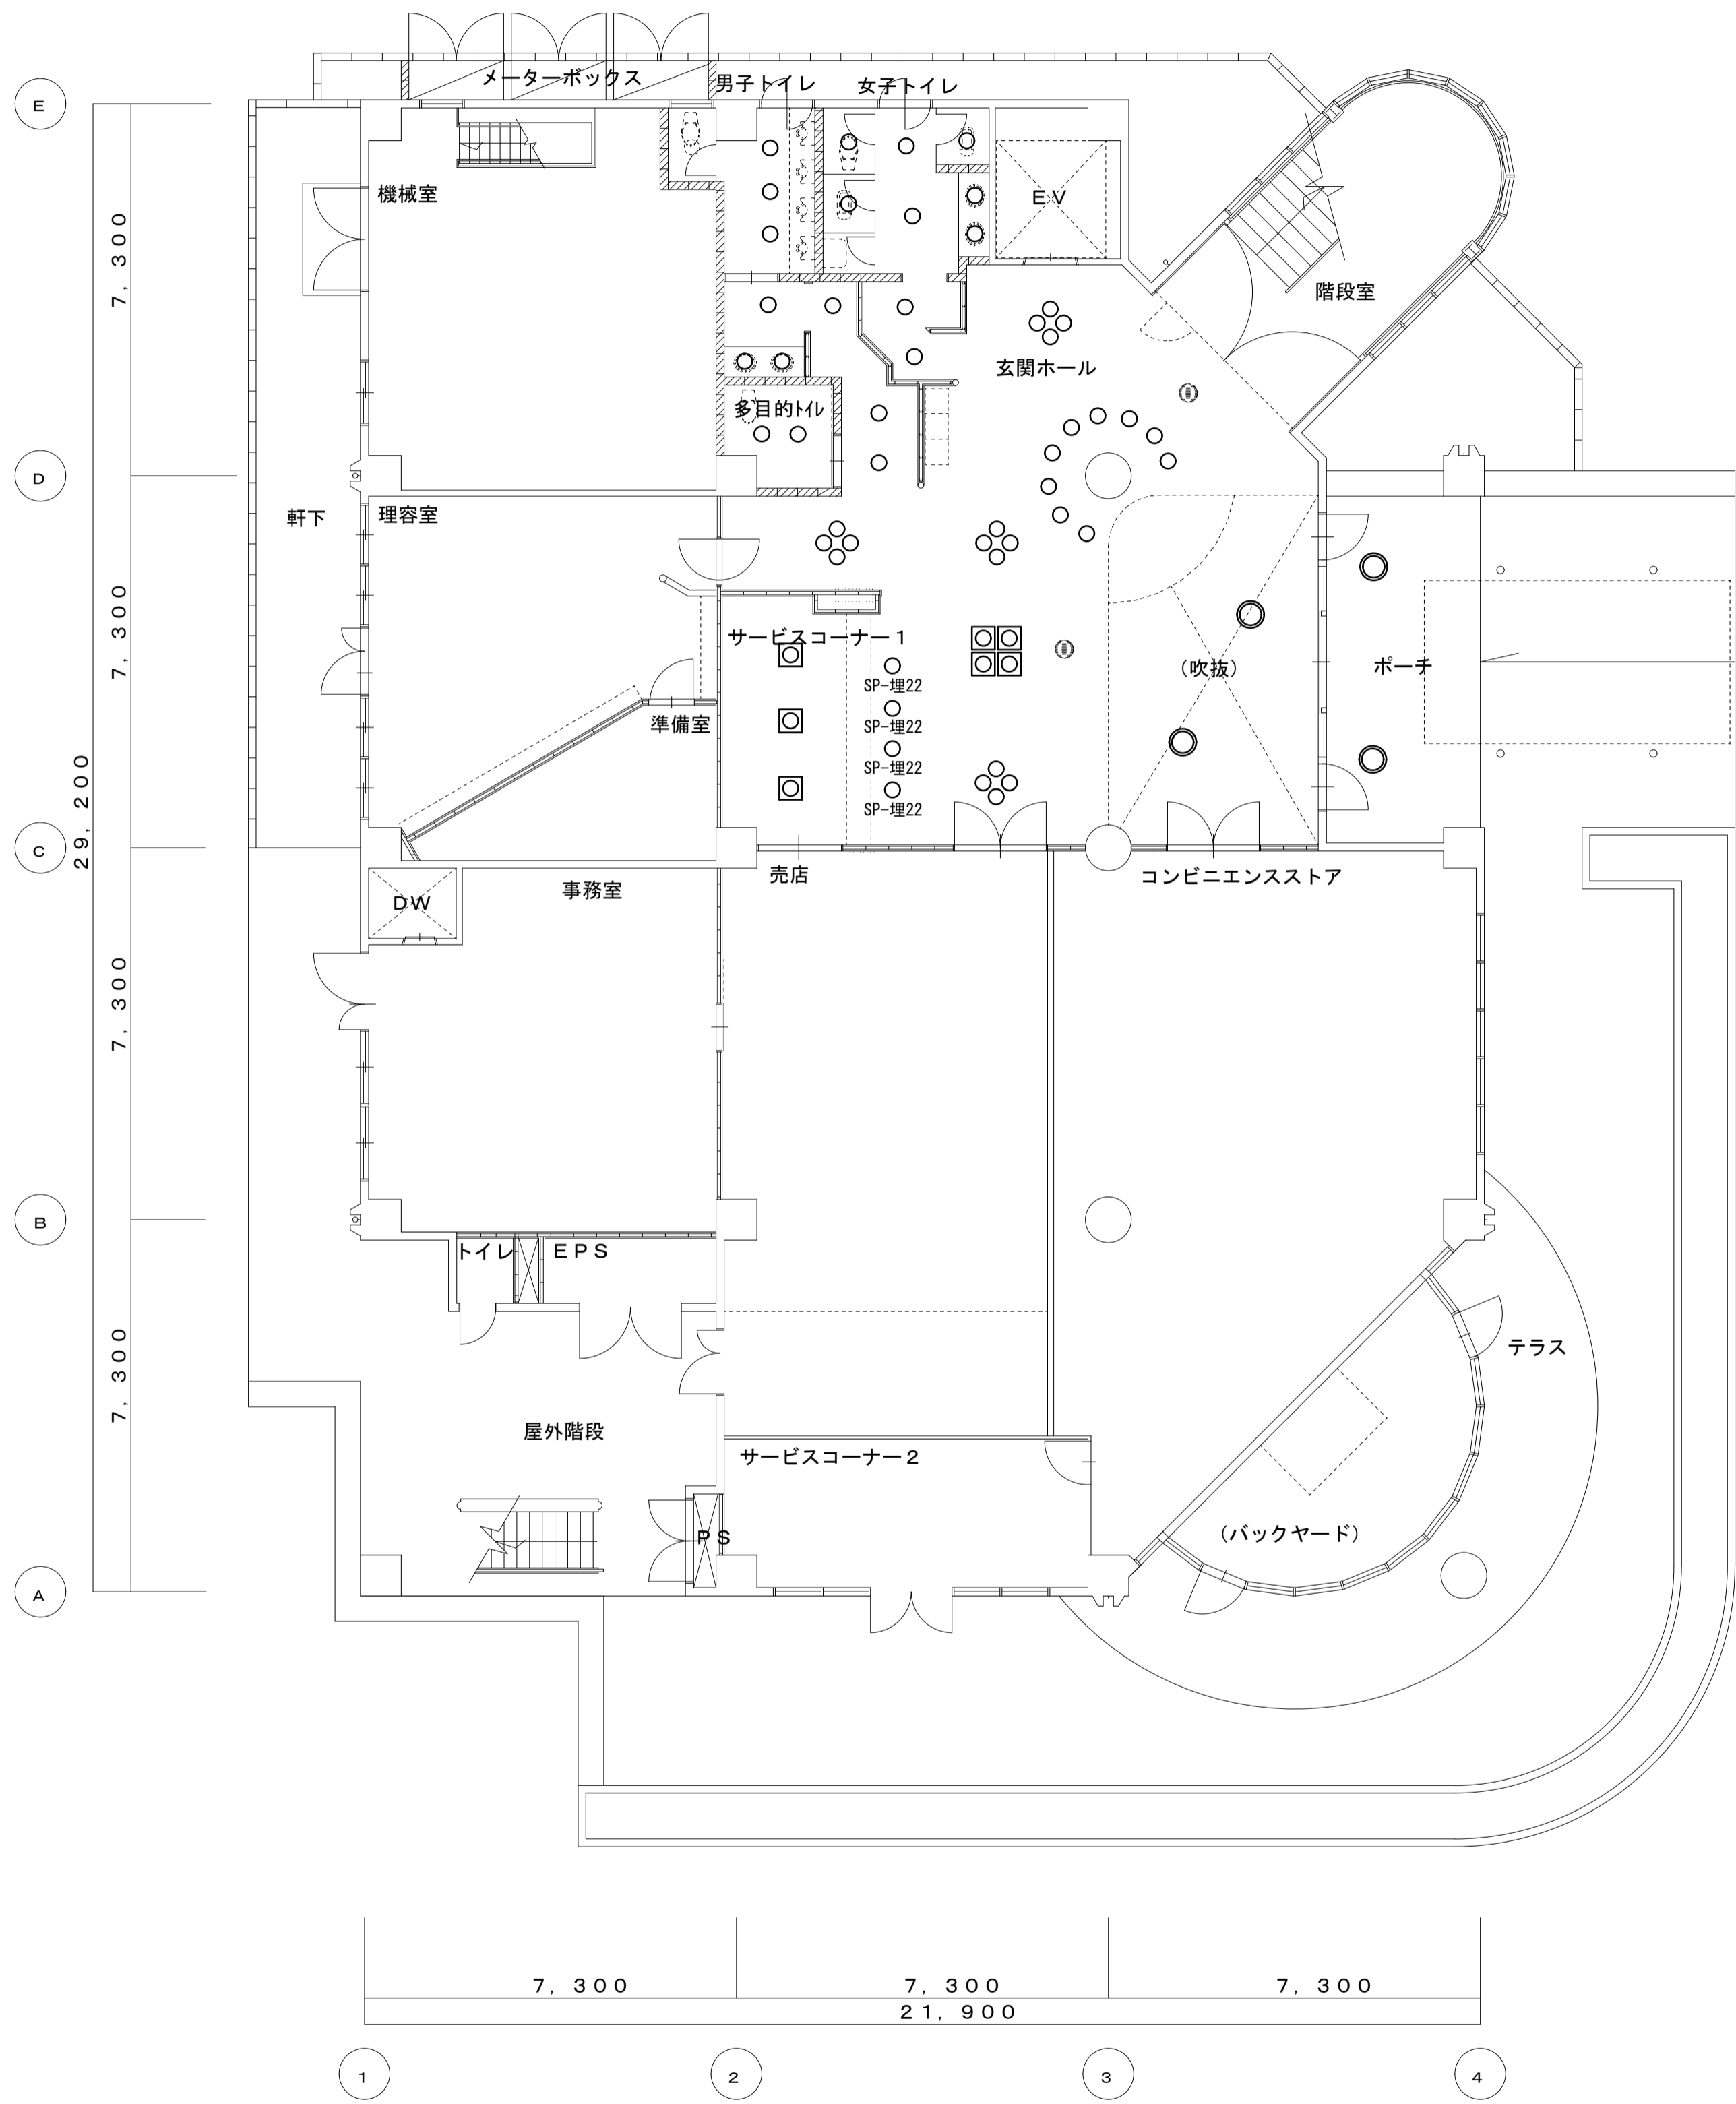 メーターボックス
男子トイレ
女子トイレ
E
機械室
EV
7,300
階段室
玄関ホール
多目的ﾄｲﾚ
D
軒下
理容室
7,300
サービスコーナー1
(吹抜)
ポーチ
SP-埋22
準備室
SP-埋22
SP-埋22
SP-埋22
29,200
C
売店
コンビニエンスストア
事務室
DW
7,300
B
トイレ
EPS
テラス
7,300
屋外階段
サービスコーナー2
PS
(バックヤード)
A
7,300
7,300
7,300
21,900
1
2
3
4